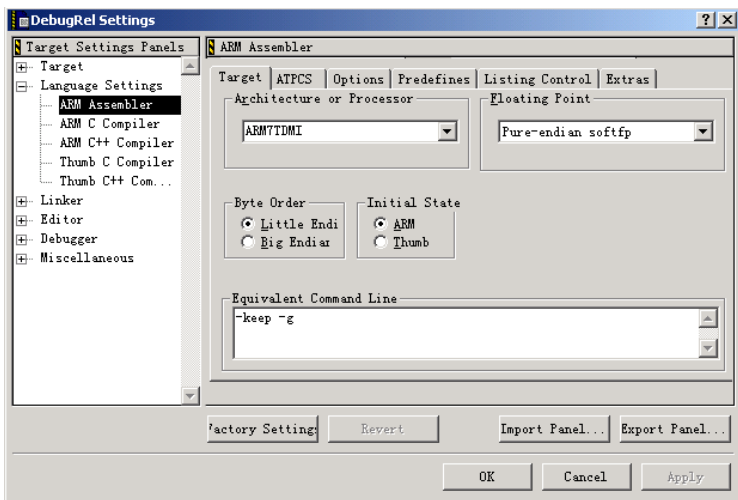 DebugRel Settings
Target Settings Panels
Target
Language Settings
ARM Assembler
ARM C Compiler
ARM C++ Compiler
Thumb C Compiler
Thumb C++ Com...
Linker
Editor
Debugger
Miscellaneous
ARM Assembler
Target
ATPCS
Options
Predefines
Listing Control
Extras
Architecture or Processor
ARM7TDMI
Floating Point
Pure-endian softfp
Byte Order
Little Endi
Big Endiar
Initial State
ARM
Thumb
Equivalent Command Line
-keep -g
Factory Setting
Revert
Import Panel...
Export Panel...
OK
Cancel
Apply